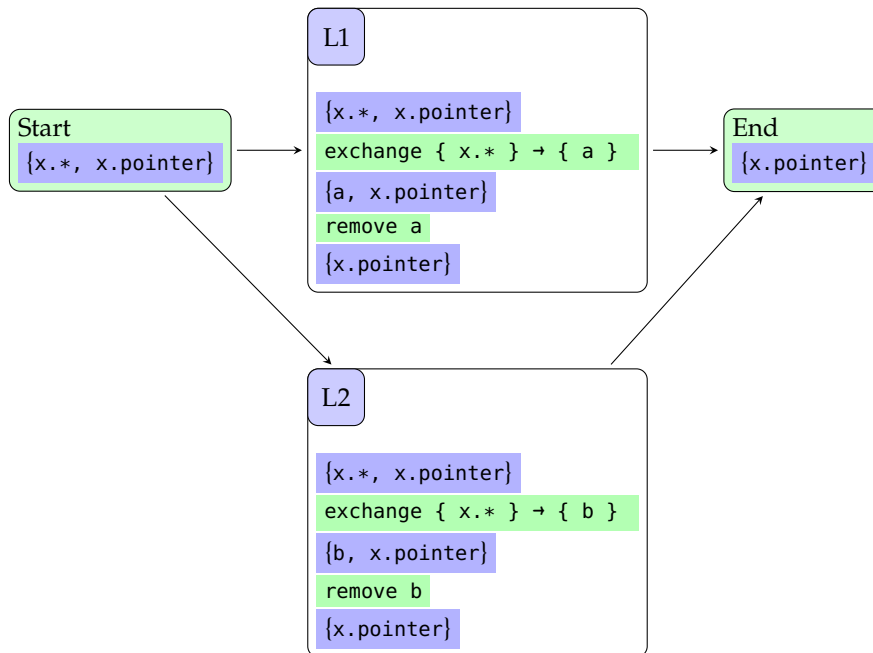 L1
{x.*, x.pointer}
exchange { x.* } → { a }
{a, x.pointer}
remove a
{x.pointer}
Start
{x.*, x.pointer}
End
{x.pointer}
L2
{x.*, x.pointer}
exchange { x.* } → { b }
{b, x.pointer}
remove b
{x.pointer}